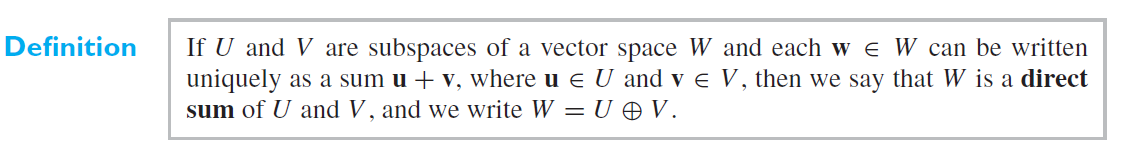 Definition
If U and V are subspaces of a vector space W and each w ∈ W can be written
uniquely as a sum u + v, where u ∈ U and v ∈ V, then we say that W is a direct
sum of U and V, and we write W = U ⊕ V.